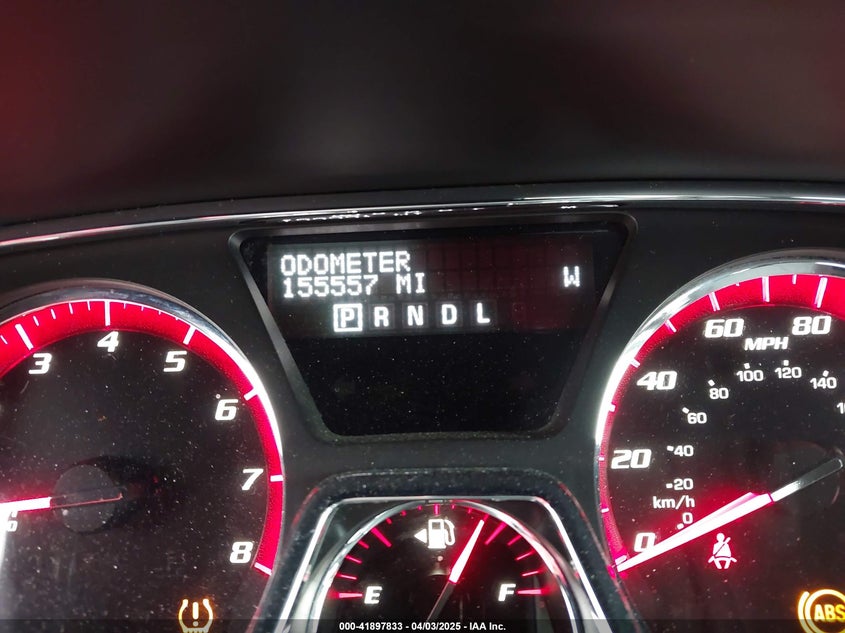 ODOMETER
155557 MI W
P R N D L
3 4 5 6 7 8
0 20 40 60 80
MPH
0 20 40 60 80 100 120 140
km/h
E F
ABS
000-41897833 - 04/03/2025 - IAA Inc.